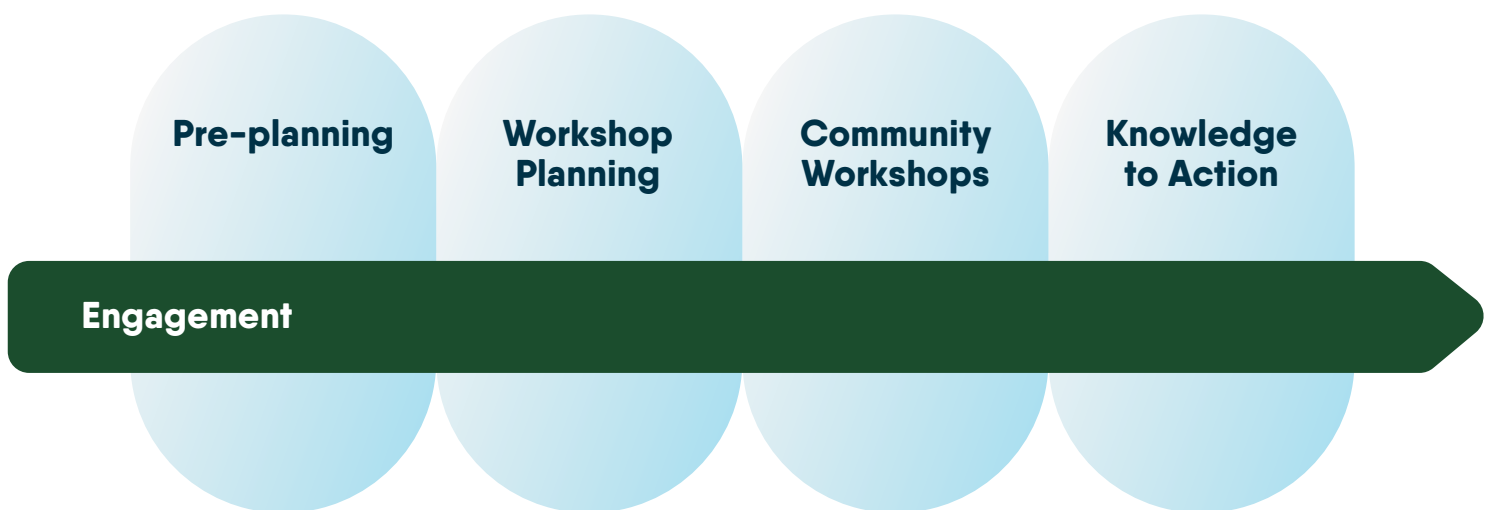 Pre-planning
Workshop
Planning
Community
Workshops
Knowledge
to Action
Engagement